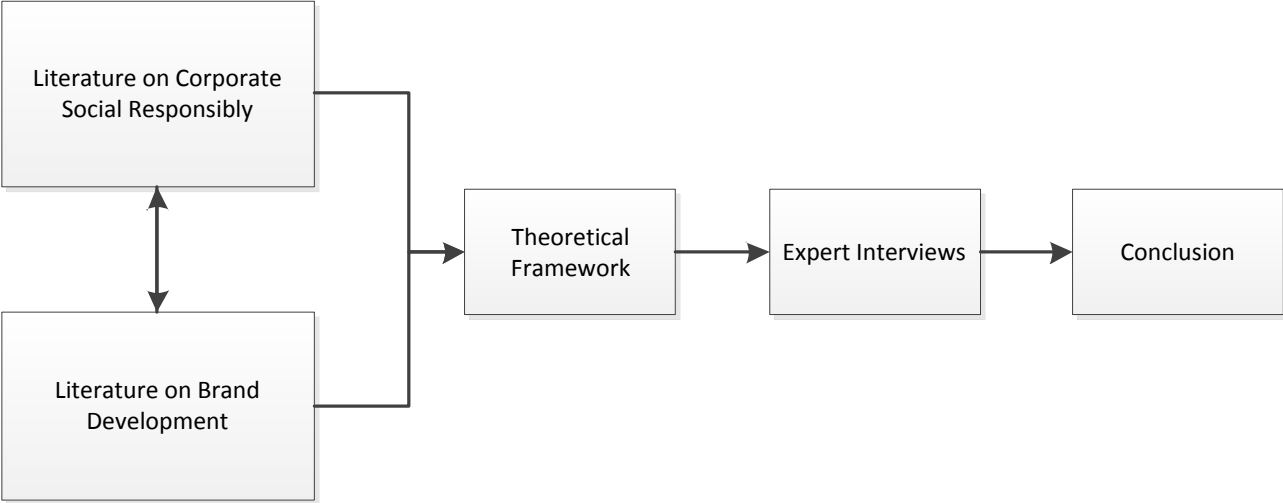 Literature on Corporate
Social Responsibly
Literature on Brand
Development
Theoretical
Framework
Expert Interviews
Conclusion